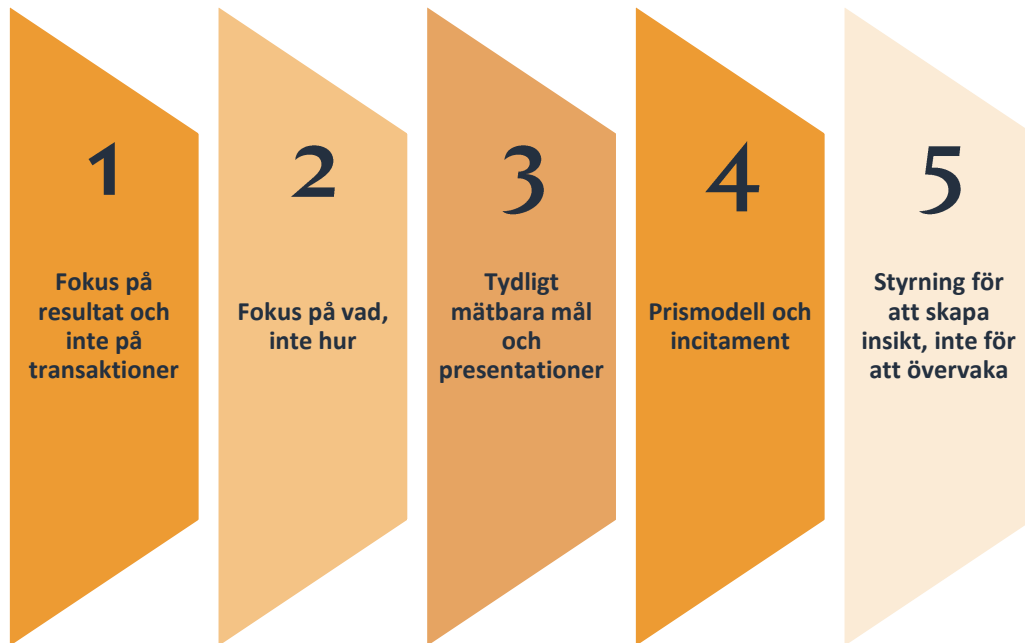 1
Fokus på
resultat och
inte på
transaktioner
2
Fokus på vad,
inte hur
3
Tydligt
mätbara mål
och
presentationer
4
Prismodell och
incitament
5
Styrning för
att skapa
insikt, inte för
att övervaka